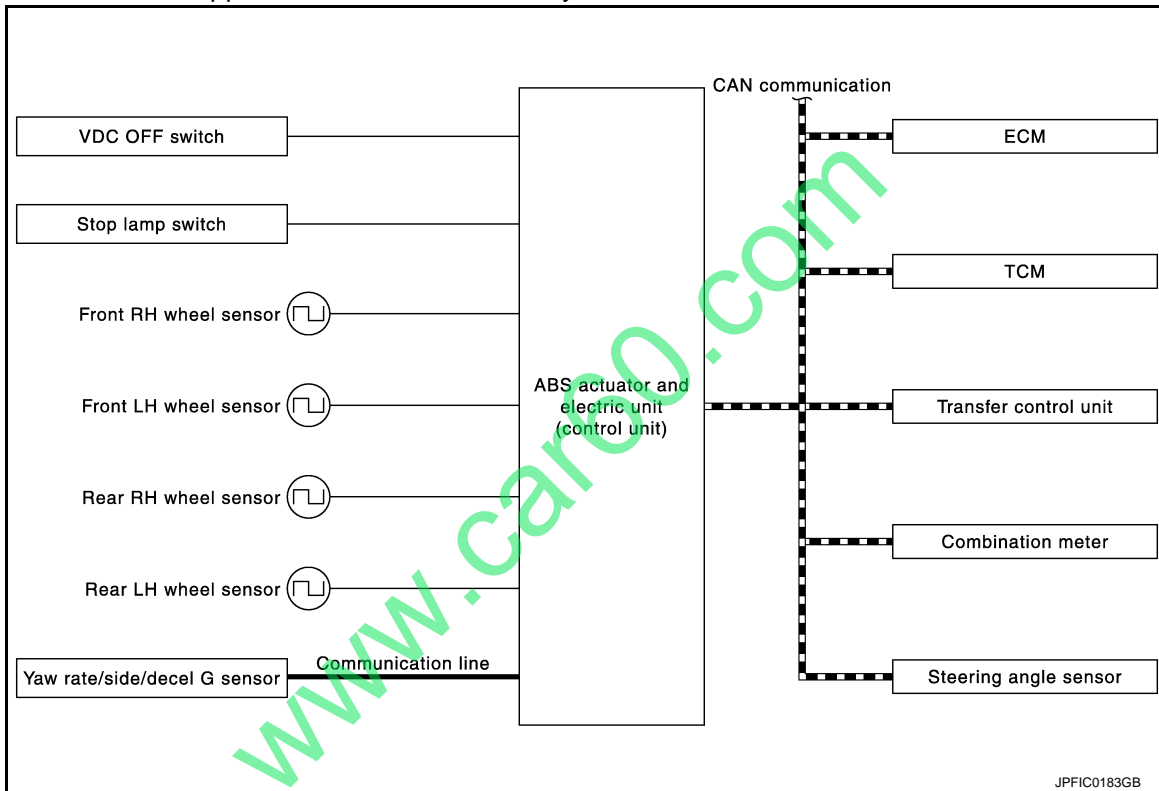 CAN communication
VDC OFF switch
ECM
Stop lamp switch
TCM
Front RH wheel sensor
Front LH wheel sensor
ABS actuator and
electric unit
(control unit)
Transfer control unit
Rear RH wheel sensor
Combination meter
Rear LH wheel sensor
Communication line
Yaw rate/side/decel G sensor
Steering angle sensor
www.car60.com
JPFIC0183GB